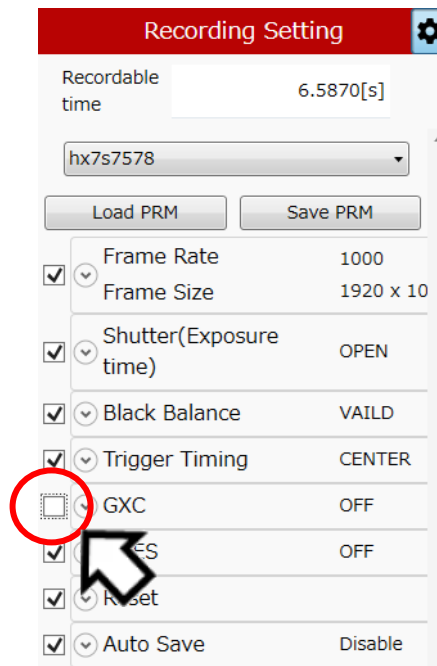 Recording Setting
Recordable
time
6.5870[s]
hx7s7578
Load PRM Save PRM
Frame Rate 1000
Frame Size 1920 x 10
Shutter(Exposure
time)
OPEN
Black Balance VAILD
Trigger Timing CENTER
GXC OFF
OFF
Auto Save Disable